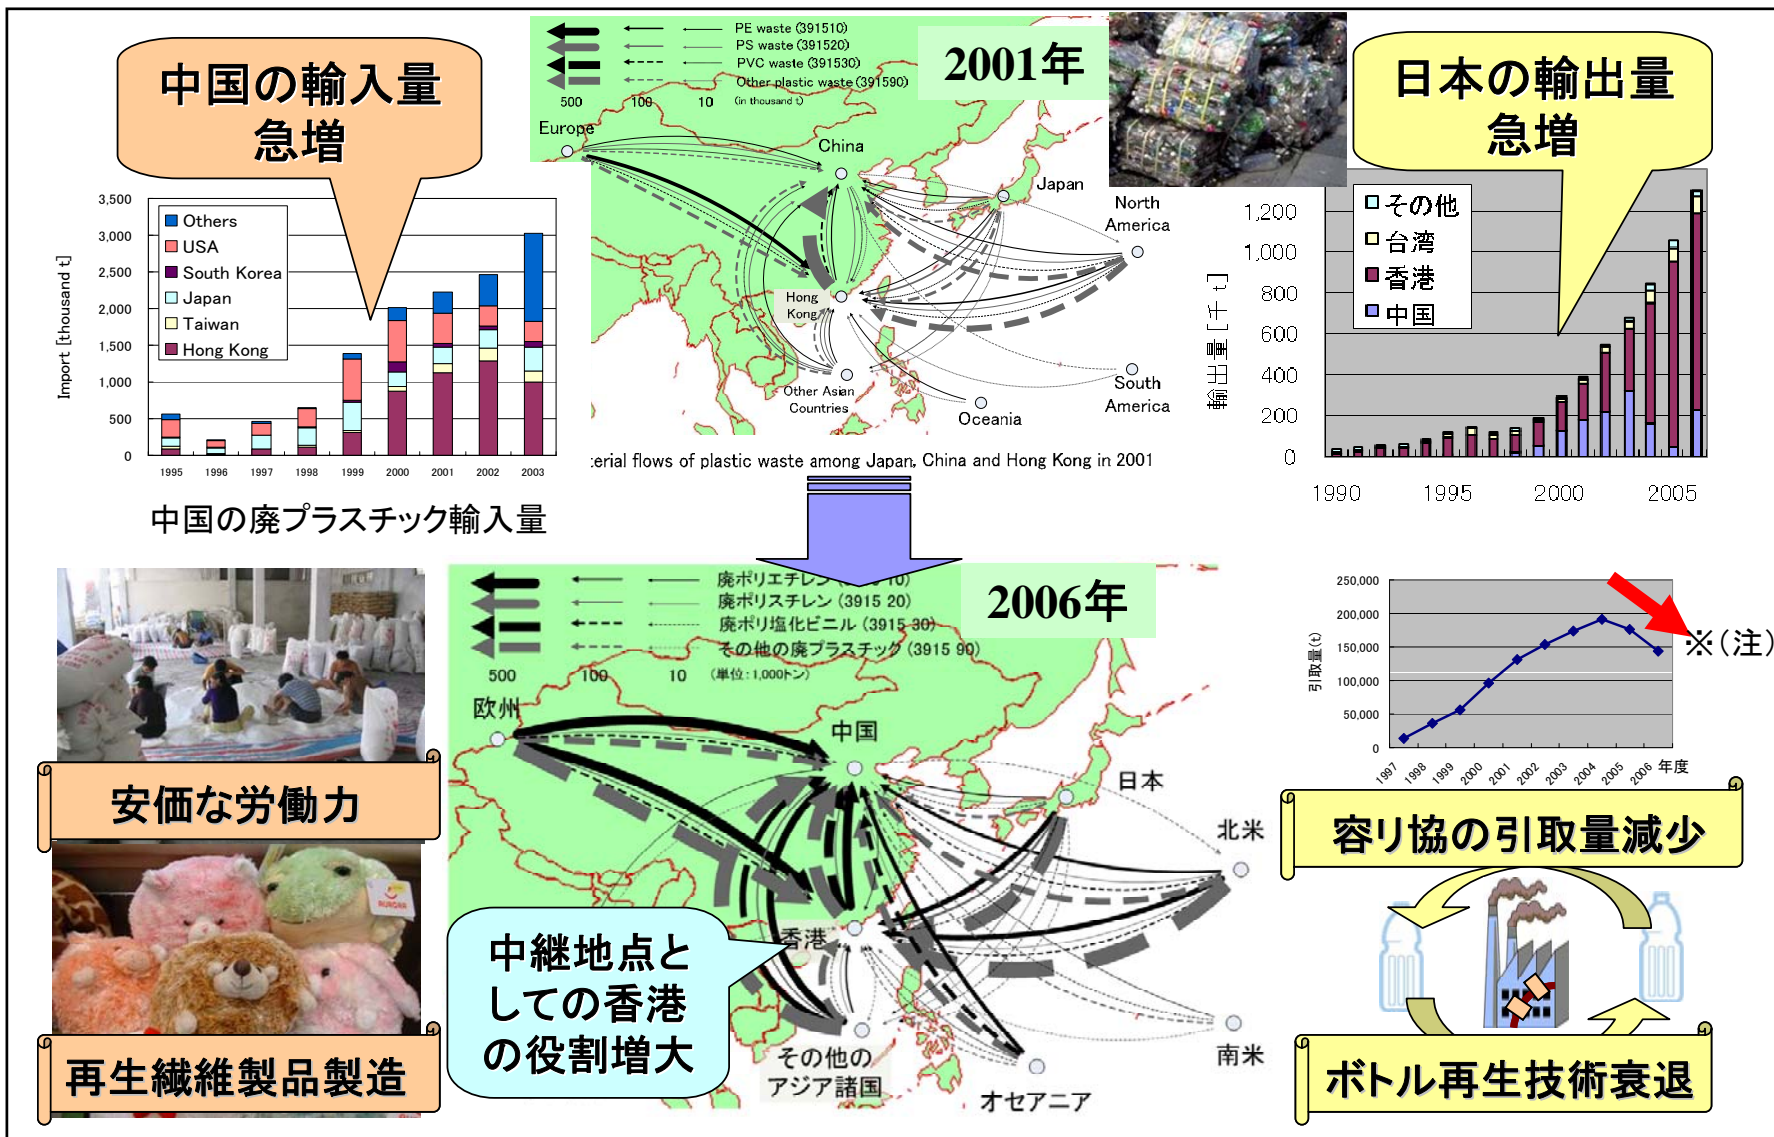 中国の輸入量
急増
3,500
3,000
2,500
2,000
1,500
1,000
500
0
Import [thousand t]
Others
USA
South Korea
Japan
Taiwan
Hong Kong
1995 1996 1997 1998 1999 2000 2001 2002 2003
中国の廃プラスチック輸入量
PE waste (391510)
PS waste (391520)
PVC waste (391530)
Other plastic waste (391590)
500 100 10 (in thousand t)
2001年
Europe
China
Japan
North
America
Hong
Kong
Other Asian
Countries
Oceania
South
America
terial flows of plastic waste among Japan, China and Hong Kong in 2001
日本の輸出量
急増
その他
台湾
香港
中国
1,200
1,000
800
600
400
200
0
輸出量 [千t]
1990 1995 2000 2005
安価な労働力
再生繊維製品製造
廃ポリエチレン
廃ポリスチレン (3915 20)
廃ポリ塩化ビニル (3915 30)
その他の廃プラスチック (3915 90)
500 100 10 (単位:1,000トン)
2006年
欧州
中国
日本
北米
香港
その他の
アジア諸国
オセアニア
南米
中継地点と
しての香港
の役割増大
250,000
200,000
150,000
100,000
50,000
0
引取量(t)
1997 1998 1999 2000 2001 2002 2003 2004 2005 2006 年度
※(注)
容リ協の引取量減少
ボトル再生技術衰退